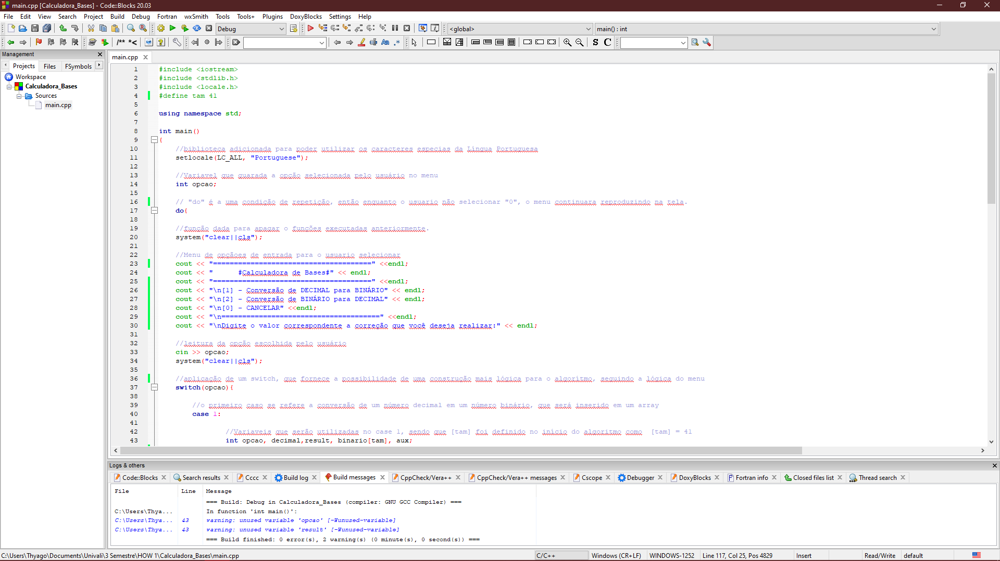 main.cpp [Calculadora_Bases] - Code::Blocks 20.03
File Edit View Search Project Build Debug Fortran wxSmith Tools Tools+ Plugins DoxyBlocks Settings Help
Debug <global> main() : int
/** *< Aa .* S C
Management
Projects Files FSymbols
Workspace
Calculadora_Bases
Sources
main.cpp
main.cpp
1 #include <iostream>
2 #include <stdlib.h>
3 #include <locale.h>
4 #define tam 41
5
6 using namespace std;
7
8 int main()
9 {
10 //biblioteca adicionada para poder utilizar os caracteres especias da Língua Portuguesa
11 setlocale(LC_ALL, "Portuguese");
12
13 //Variavel que guarada a opção selecionada pelo usuário no menu
14 int opcao;
15
16 // "do" é a uma condição de repetição, então enquanto o usuario não selecionar "0", o menu continuara reproduzindo na tela.
17 do{
18
19 //função dada para apagar o funções executadas anteriormente.
20 system("clear||cls");
21
22 //Menu de opçãoes de entrada para o usuario selecionar
23 cout << "======================================" <<endl;
24 cout << "      #Calculadora de Bases#" << endl;
25 cout << "======================================" <<endl;
26 cout << "\n[1] - Conversão de DECIMAL para BINÁRIO" << endl;
27 cout << "\n[2] - Conversão de BINÁRIO para DECIMAL" << endl;
28 cout << "\n[0] - CANCELAR" <<endl;
29 cout << "\n======================================" <<endl;
30 cout << "\nDigite o valor correspondente a correção que você deseja realizar:" << endl;
31
32 //leitura da opção escolhida pelo usuário
33 cin >> opcao;
34 system("clear||cls");
35
36 //aplicação de um switch, que fornece a possibilidade de uma construção mais lógica para o algorítmo, seguindo a lógica do menu
37 switch(opcao){
38
39 //o primeiro caso se refere a conversão de um número decimal em um número binário, que será inserido em um array
40 case 1:
41
42 //Variaveis que serão utilizadas no case 1, sendo que [tam] foi definido no início do algoritmo como  [tam] = 41
43 int opcao, decimal,result, binario[tam], aux;
Logs & others
Code::Blocks Search results Cccc Build log Build messages CppCheck/Vera++ CppCheck/Vera++ messages Cscope Debugger DoxyBlocks Fortran info Closed files list Thread search
File Line Message
=== Build: Debug in Calculadora_Bases (compiler: GNU GCC Compiler) ===
C:\Users\Thya... In function 'int main()':
C:\Users\Thya... 43 warning: unused variable 'opcao' [-Wunused-variable]
C:\Users\Thya... 43 warning: unused variable 'result' [-Wunused-variable]
=== Build finished: 0 error(s), 2 warning(s) (0 minute(s), 0 second(s)) ===
C:\Users\Thyago\Documents\Univali\3 Semestre\HOW 1\Calculadora_Bases\main.cpp C/C++ Windows (CR+LF) WINDOWS-1252 Line 117, Col 25, Pos 4829 Insert Read/Write default